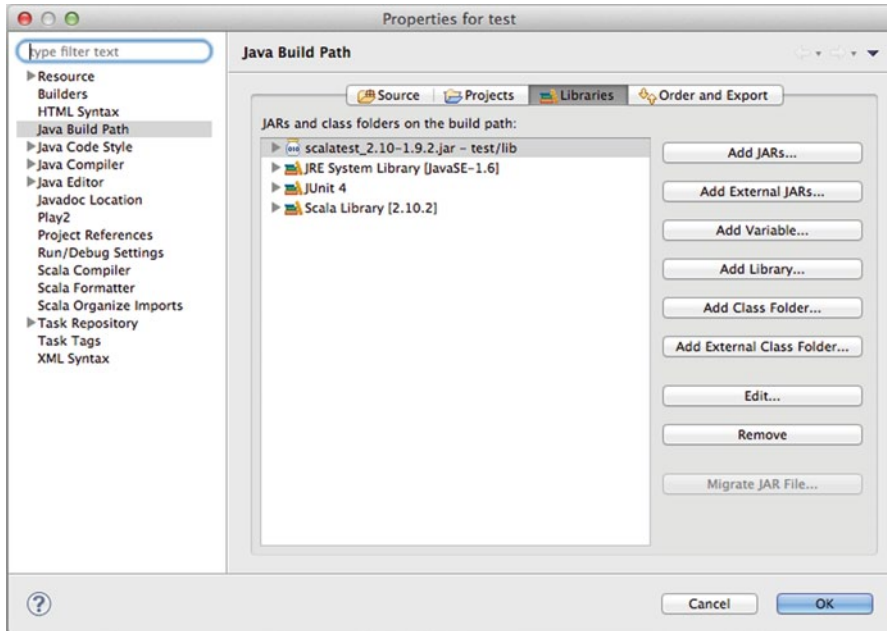 Properties for test
type filter text
Resource
Builders
HTML Syntax
Java Build Path
Java Code Style
Java Compiler
Java Editor
Javadoc Location
Play2
Project References
Run/Debug Settings
Scala Compiler
Scala Formatter
Scala Organize Imports
Task Repository
Task Tags
XML Syntax
Java Build Path
Source Projects Libraries Order and Export
JARs and class folders on the build path:
scalatest_2.10-1.9.2.jar - test/lib
JRE System Library [JavaSE-1.6]
JUnit 4
Scala Library [2.10.2]
Add JARs...
Add External JARs...
Add Variable...
Add Library...
Add Class Folder...
Add External Class Folder...
Edit...
Remove
Migrate JAR File...
?
Cancel OK